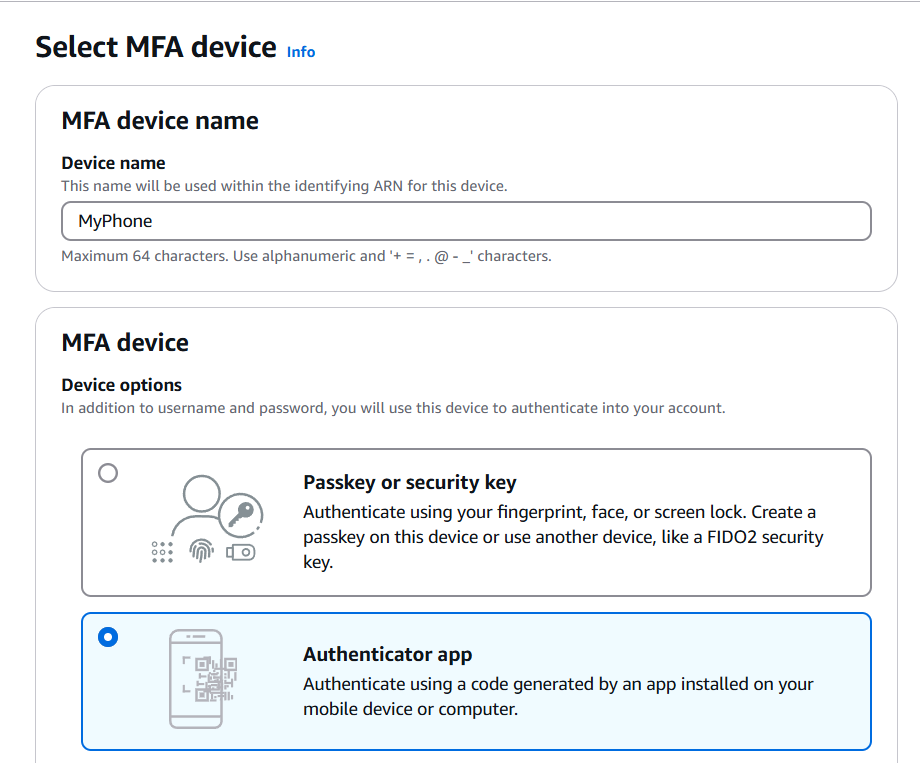 Select MFA device Info
MFA device name
Device name
This name will be used within the identifying ARN for this device.
MyPhone
Maximum 64 characters. Use alphanumeric and '+ = , . @ - _' characters.
MFA device
Device options
In addition to username and password, you will use this device to authenticate into your account.
Passkey or security key
Authenticate using your fingerprint, face, or screen lock. Create a
passkey on this device or use another device, like a FIDO2 security
key.
Authenticator app
Authenticate using a code generated by an app installed on your
mobile device or computer.